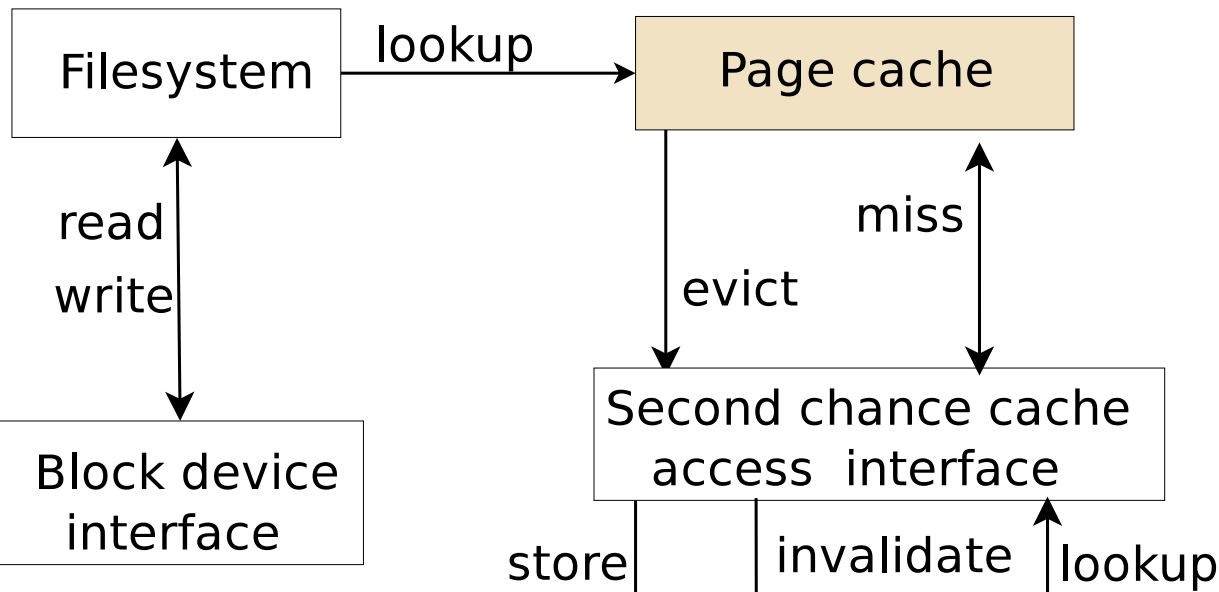 Filesystem
lookup
Page cache
read
write
miss
evict
Second chance cache
access interface
Block device
interface
store
invalidate
lookup